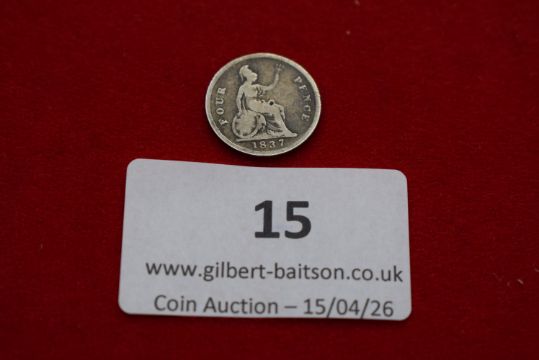 FOUR PENCE
1837
15
www.gilbert-baitson.co.uk
Coin Auction – 15/04/26